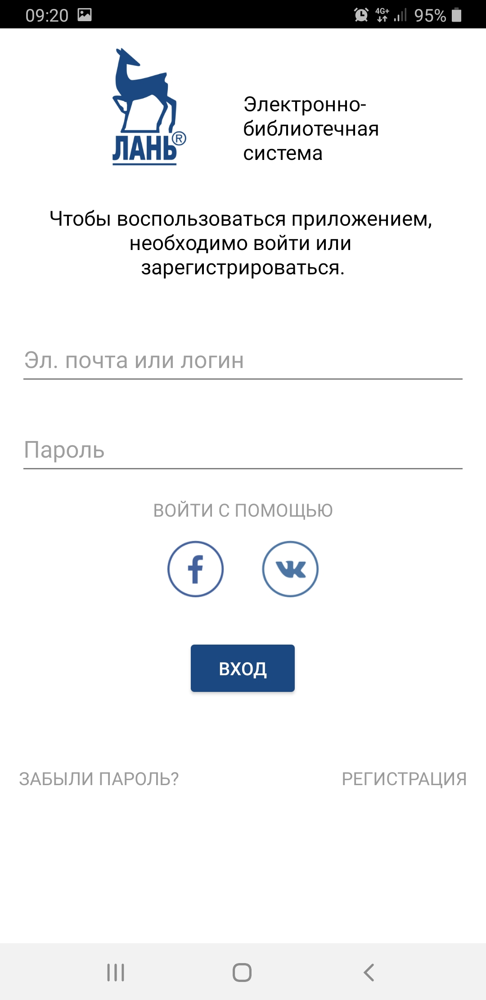 09:20 4G+ 95%
ЛАНЬ®
Электронно-
библиотечная
система
Чтобы воспользоваться приложением,
необходимо войти или
зарегистрироваться.
Эл. почта или логин
Пароль
ВОЙТИ С ПОМОЩЬЮ
ВХОД
ЗАБЫЛИ ПАРОЛЬ? РЕГИСТРАЦИЯ